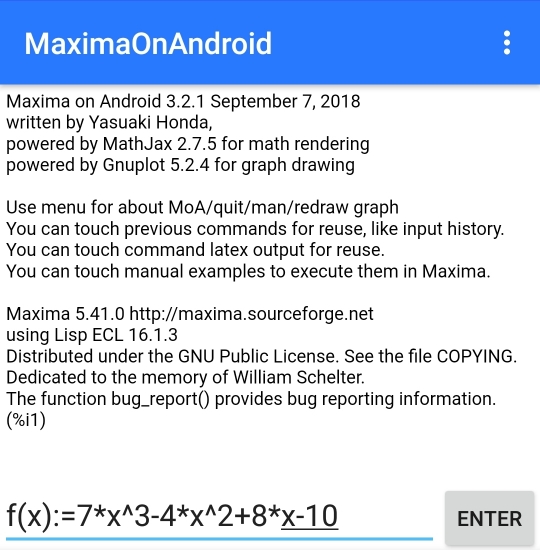 MaximaOnAndroid
Maxima on Android 3.2.1 September 7, 2018
written by Yasuaki Honda,
powered by MathJax 2.7.5 for math rendering
powered by Gnuplot 5.2.4 for graph drawing
Use menu for about MoA/quit/man/redraw graph
You can touch previous commands for reuse, like input history.
You can touch command latex output for reuse.
You can touch manual examples to execute them in Maxima.
Maxima 5.41.0 http://maxima.sourceforge.net
using Lisp ECL 16.1.3
Distributed under the GNU Public License. See the file COPYING.
Dedicated to the memory of William Schelter.
The function bug_report() provides bug reporting information.
(%i1)
f(x):=7*x^3-4*x^2+8*x-10
ENTER